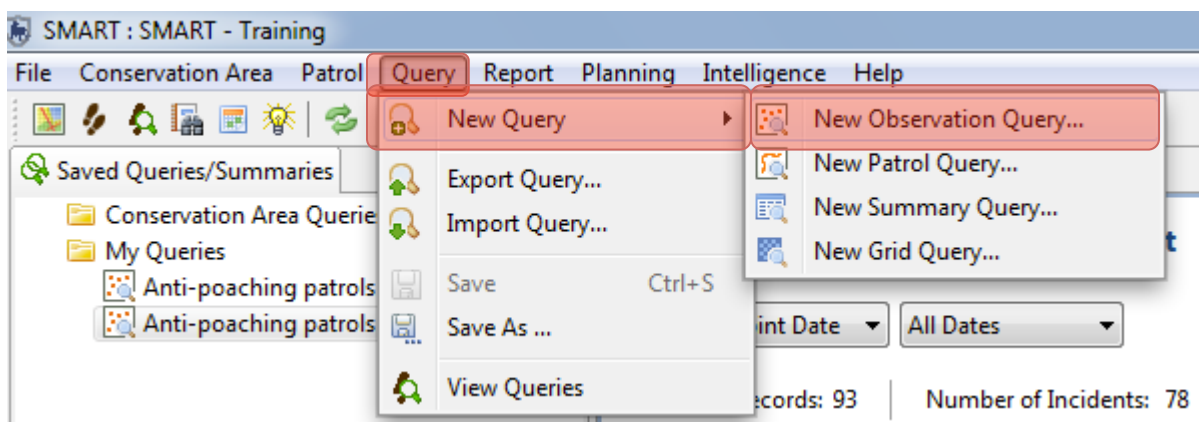 SMART : SMART - Training
File Conservation Area Patrol Query Report Planning Intelligence Help
New Query
New Observation Query...
Saved Queries/Summaries
Export Query...
New Patrol Query...
Conservation Area
Import Query...
New Summary Query...
My Queries
New Grid Query...
Anti-poaching patrols
Save Ctrl+S
Anti-poaching patrols
Save As ...
Date
All Dates
View Queries
93
Number of Incidents: 78